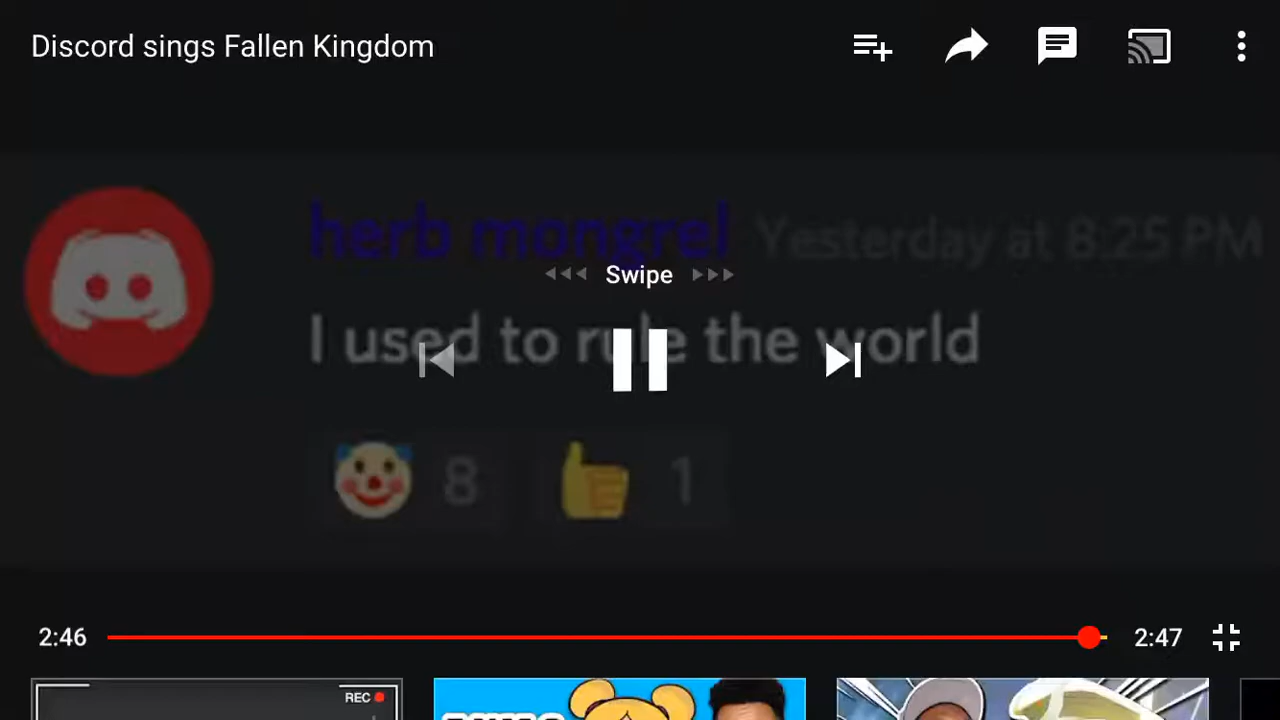 Discord sings Fallen Kingdom
herb mongrel Yesterday at 8:25 PM
Swipe
I used to rule the world
8 1
2:46 2:47
REC